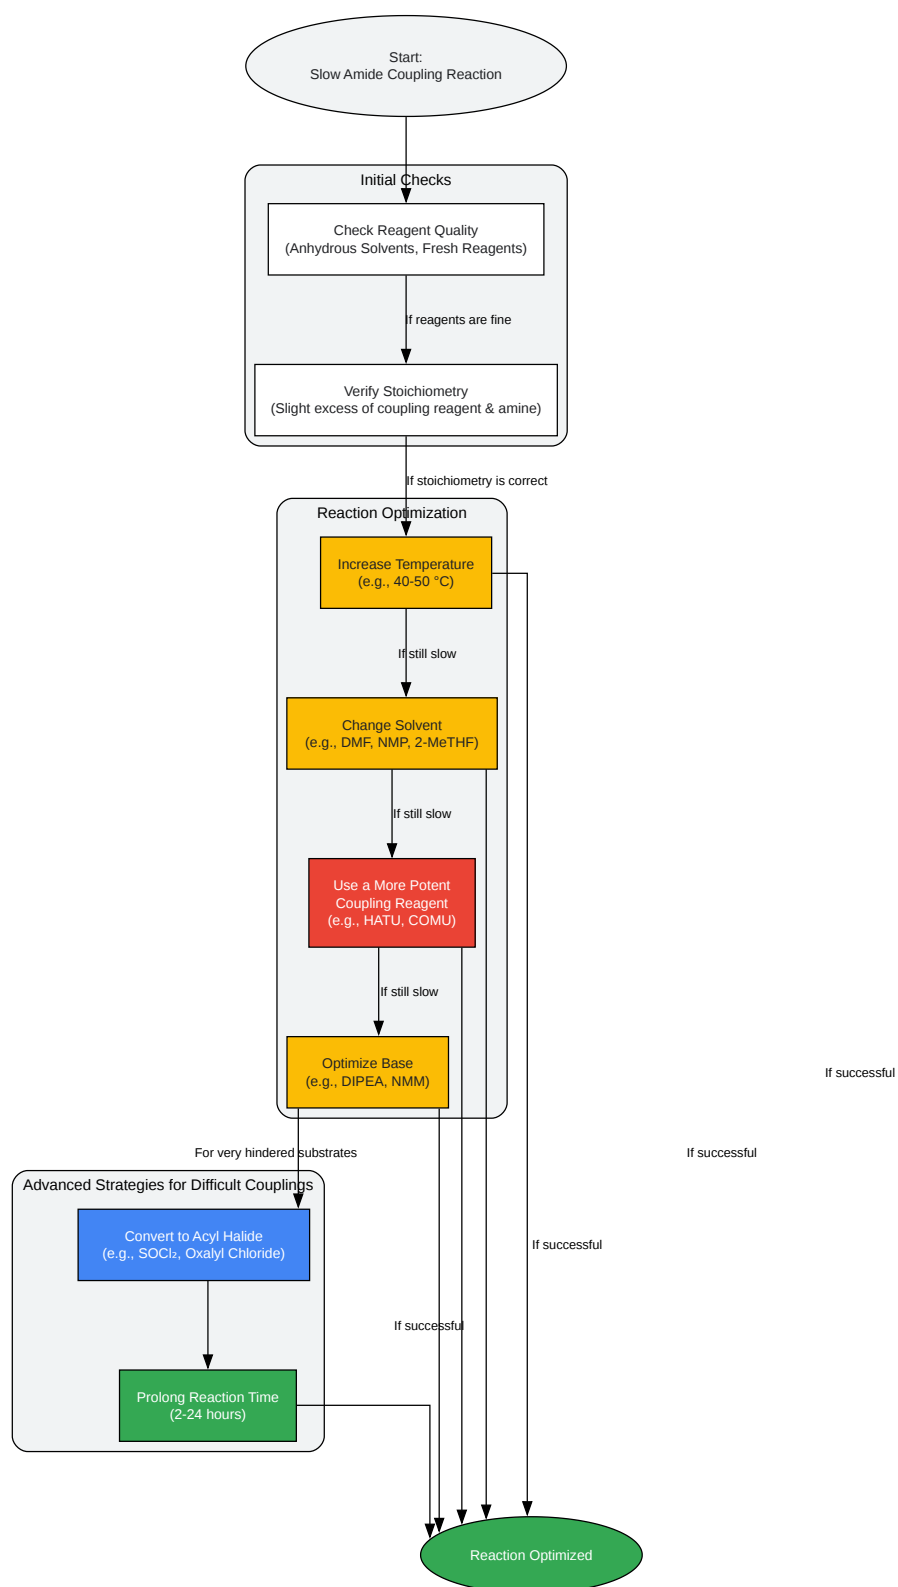 Start:
Slow Amide Coupling Reaction
Initial Checks
Check Reagent Quality
(Anhydrous Solvents, Fresh Reagents)
If reagents are fine
Verify Stoichiometry
(Slight excess of coupling reagent & amine)
If stoichiometry is correct
Reaction Optimization
Increase Temperature
(e.g., 40-50 °C)
If still slow
Change Solvent
(e.g., DMF, NMP, 2-MeTHF)
If still slow
Use a More Potent
Coupling Reagent
(e.g., HATU, COMU)
If still slow
Optimize Base
(e.g., DIPEA, NMM)
If successful
For very hindered substrates
If successful
Advanced Strategies for Difficult Couplings
Convert to Acyl Halide
(e.g., SOCl₂, Oxalyl Chloride)
If successful
If successful
Prolong Reaction Time
(2-24 hours)
Reaction Optimized